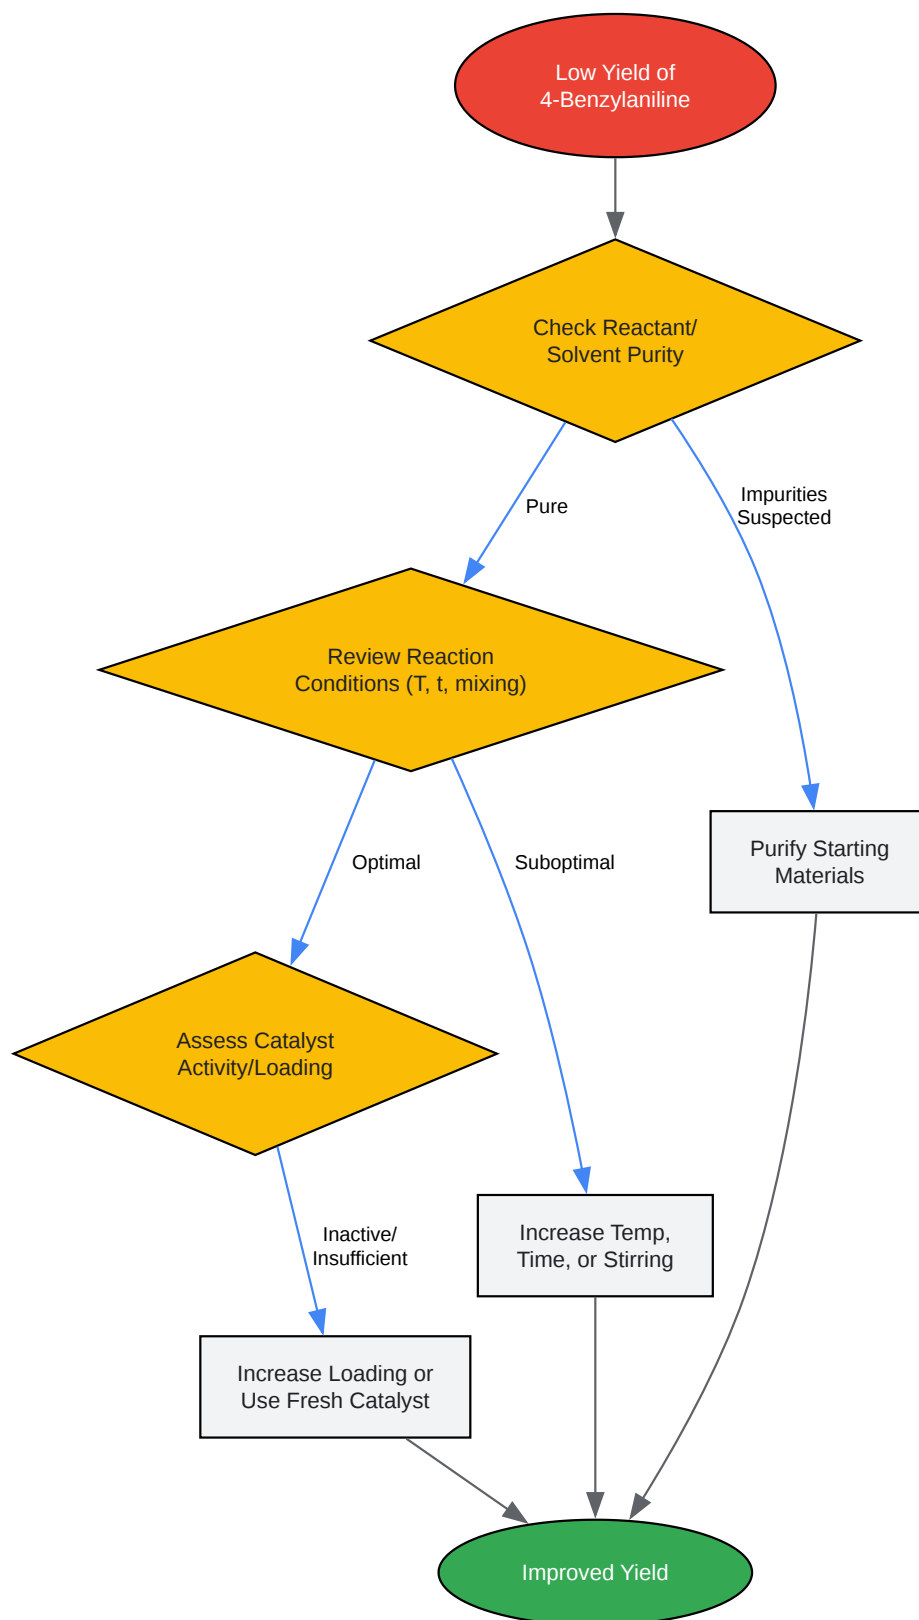 Low Yield of
4-Benzylaniline
Check Reactant/
Solvent Purity
Pure
Impurities
Suspected
Review Reaction
Conditions (T, t, mixing)
Optimal
Suboptimal
Purify Starting
Materials
Assess Catalyst
Activity/Loading
Inactive/
Insufficient
Increase Temp,
Time, or Stirring
Increase Loading or
Use Fresh Catalyst
Improved Yield